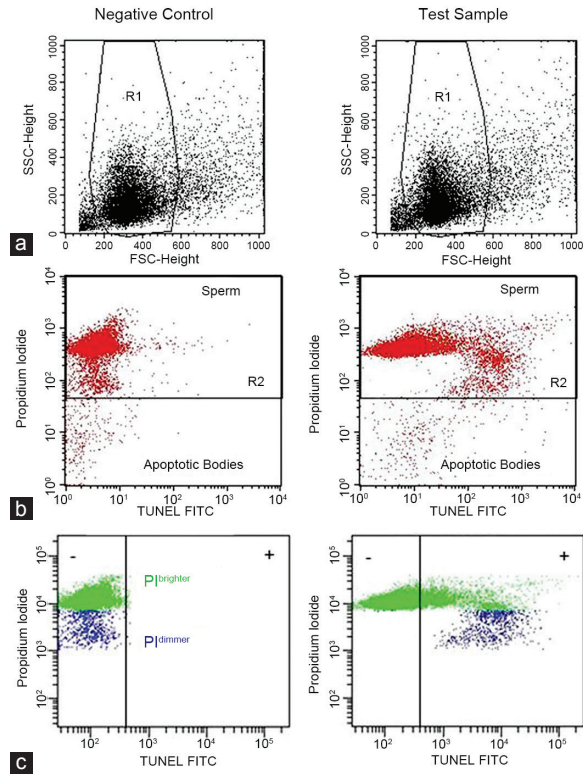 Negative Control
Test Sample
1000
800
600
400
200
0
SSC-Height
R1
0 200 400 600 800 1000
FSC-Height
1000
800
600
400
200
0
SSC-Height
R1
0 200 400 600 800 1000
FSC-Height
a
10⁴
10³
10²
10¹
10⁰
Propidium Iodide
Sperm
R2
Apoptotic Bodies
10⁰ 10¹ 10² 10³ 10⁴
TUNEL FITC
10⁴
10³
10²
10¹
10⁰
Propidium Iodide
Sperm
R2
Apoptotic Bodies
10⁰ 10¹ 10² 10³ 10⁴
TUNEL FITC
b
10⁵
10⁴
10³
10²
Propidium Iodide
- +
PIbrighter
PIdimmer
10² 10³ 10⁴ 10⁵
TUNEL FITC
10⁵
10⁴
10³
10²
Propidium Iodide
- +
10² 10³ 10⁴ 10⁵
TUNEL FITC
c